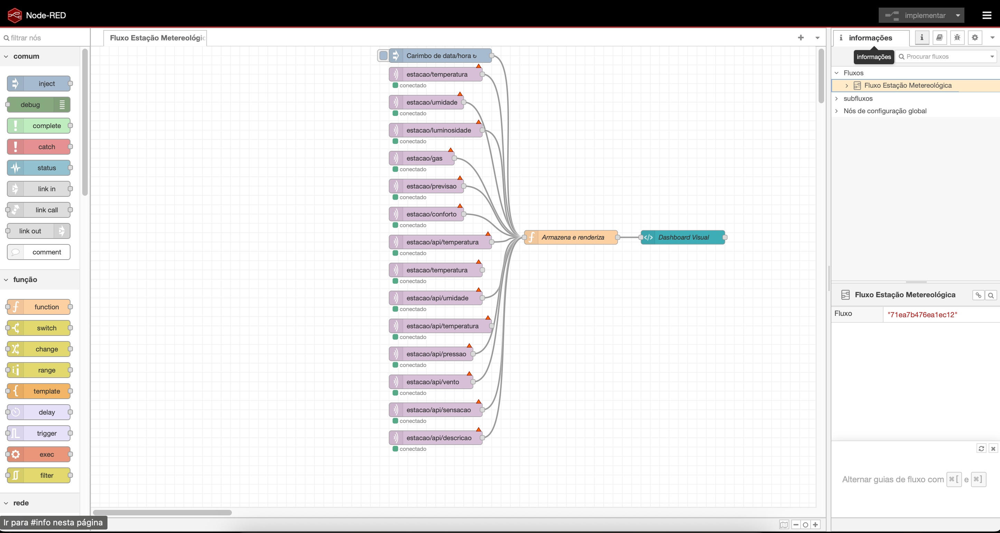 Node-RED
implementar
filtrar nós
Fluxo Estação Metereológic
informações
comum
inject
debug
complete
catch
status
link in
link call
link out
comment
função
function
switch
change
range
template
delay
trigger
exec
filter
rede
Ir para #info nesta página
Carimbo de data/hora ↻
estacao/temperatura
conectado
estacao/umidade
conectado
estacao/luminosidade
conectado
estacao/gas
conectado
estacao/previsao
conectado
estacao/conforto
conectado
estacao/api/temperatura
conectado
estacao/temperatura
conectado
estacao/api/umidade
conectado
estacao/api/temperatura
conectado
estacao/api/pressao
conectado
estacao/api/vento
conectado
estacao/api/sensacao
conectado
estacao/api/descricao
conectado
Armazena e renderiza
Dashboard Visual
informações
Procurar fluxos
Fluxos
Fluxo Estação Metereológica
subfluxos
Nós de configuração global
Fluxo Estação Metereológica
Fluxo "71ea7b476ea1ec12"
Alternar guias de fluxo com ⌘[ e ⌘]